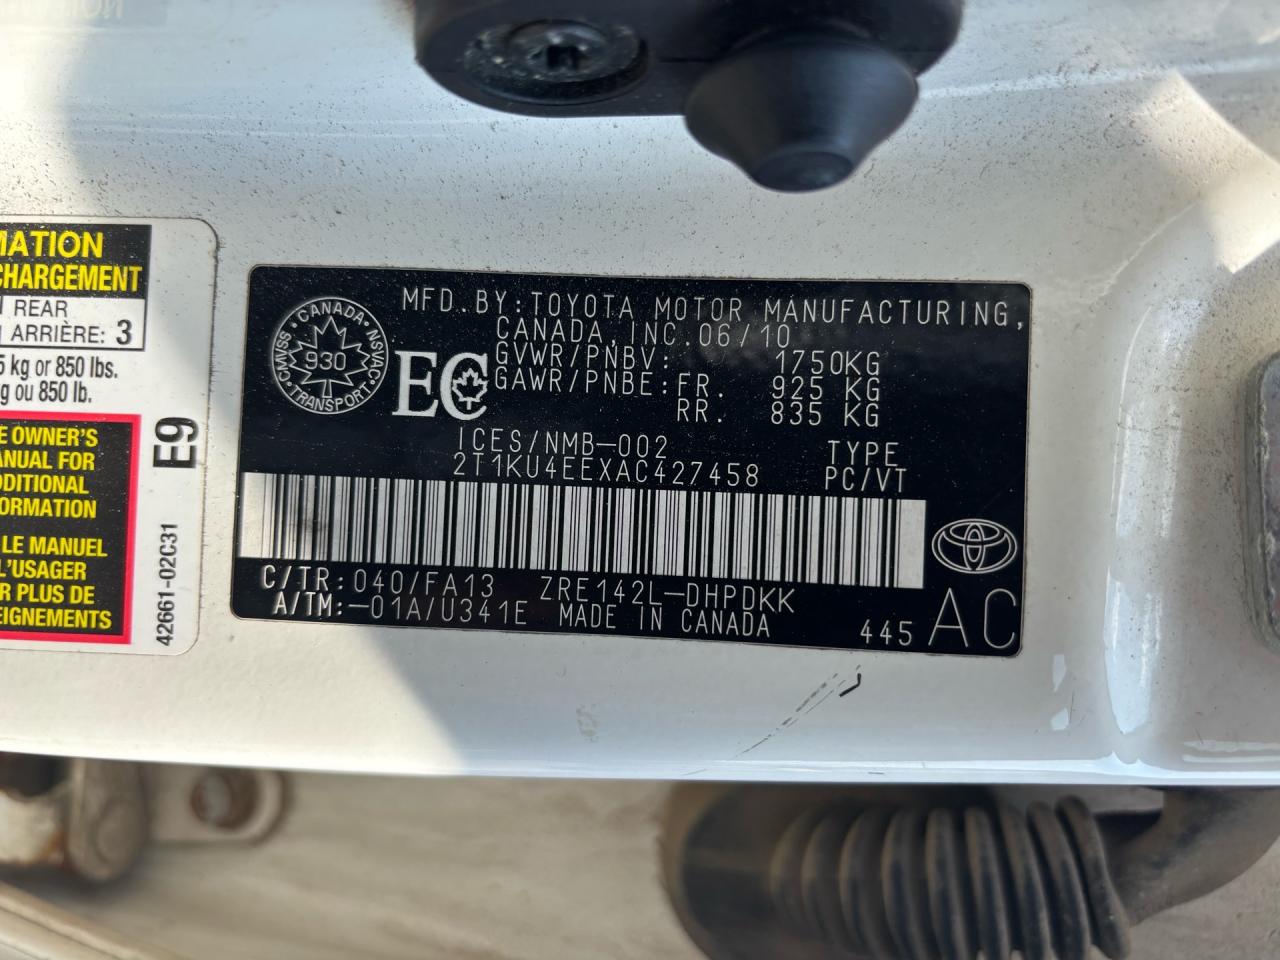 MATION
CHARGEMENT
REAR
ARRIÈRE: 3
5 kg or 850 lbs.
g ou 850 lb.
E OWNER'S
ANUAL FOR
DDITIONAL
ORMATION
LE MANUEL
L'USAGER
R PLUS DE
EIGNEMENTS
E9
42661-02C31
CANADA
CMVSS
NSVAC
930
TRANSPORT
EC
MFD. BY:TOYOTA MOTOR MANUFACTURING,
CANADA, INC. 06/10
GVWR/PNBV: 1750KG
GAWR/PNBE:FR. 925 KG
RR. 835 KG
ICES/NMB-002 TYPE
2T1KU4EEXAC427458 PC/VT
C/TR: 040/FA13 ZRE142L-DHPDKK
A/TM:-01A/U341E MADE IN CANADA 445 AC